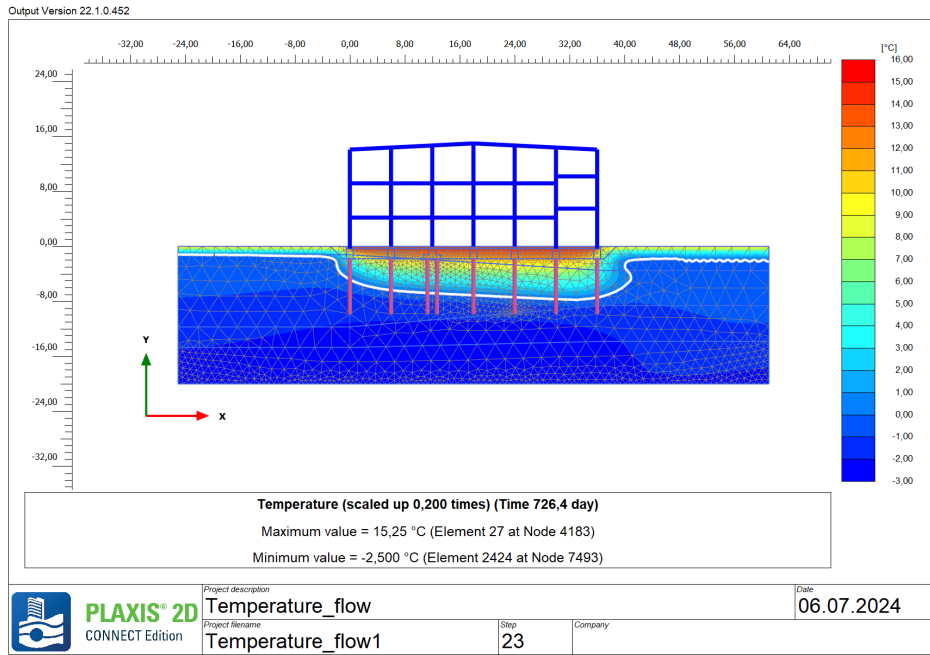 Output Version 22.1.0.452
-32,00 -24,00 -16,00 -8,00 0,00 8,00 16,00 24,00 32,00 40,00 48,00 56,00 64,00
[°C]
16,00
15,00
14,00
13,00
12,00
11,00
10,00
9,00
8,00
7,00
6,00
5,00
4,00
3,00
2,00
1,00
0,00
-1,00
-2,00
-3,00
24,00
16,00
8,00
0,00
-8,00
-16,00
-24,00
-32,00
Y
X
Temperature (scaled up 0,200 times) (Time 726,4 day)
Maximum value = 15,25 °C (Element 27 at Node 4183)
Minimum value = -2,500 °C (Element 2424 at Node 7493)
PLAXIS® 2D
CONNECT Edition
Project description
Temperature_flow
Date
06.07.2024
Project filename
Temperature_flow1
Step
23
Company